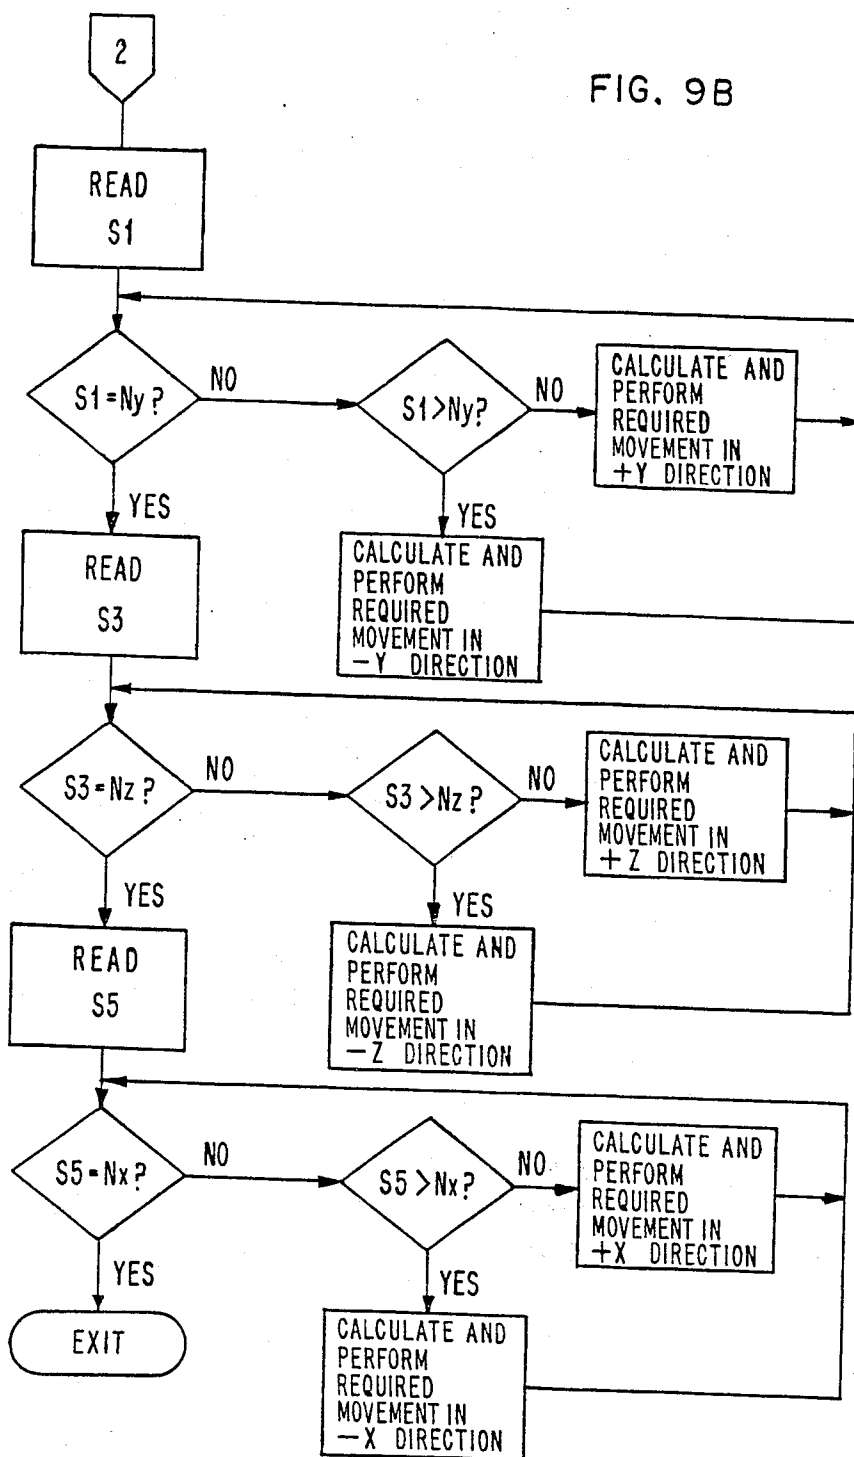 2
FIG. 9B
READ
S1
S1=Ny?
NO
S1>Ny?
NO
CALCULATE AND
PERFORM
REQUIRED
MOVEMENT IN
+Y DIRECTION
YES
YES
READ
S3
CALCULATE AND
PERFORM
REQUIRED
MOVEMENT IN
—Y DIRECTION
S3=Nz?
NO
S3>Nz?
NO
CALCULATE AND
PERFORM
REQUIRED
MOVEMENT IN
+Z DIRECTION
YES
YES
READ
S5
CALCULATE AND
PERFORM
REQUIRED
MOVEMENT IN
—Z DIRECTION
S5=Nx?
NO
S5>Nx?
NO
CALCULATE AND
PERFORM
REQUIRED
MOVEMENT IN
+X DIRECTION
YES
YES
EXIT
CALCULATE AND
PERFORM
REQUIRED
MOVEMENT IN
—X DIRECTION